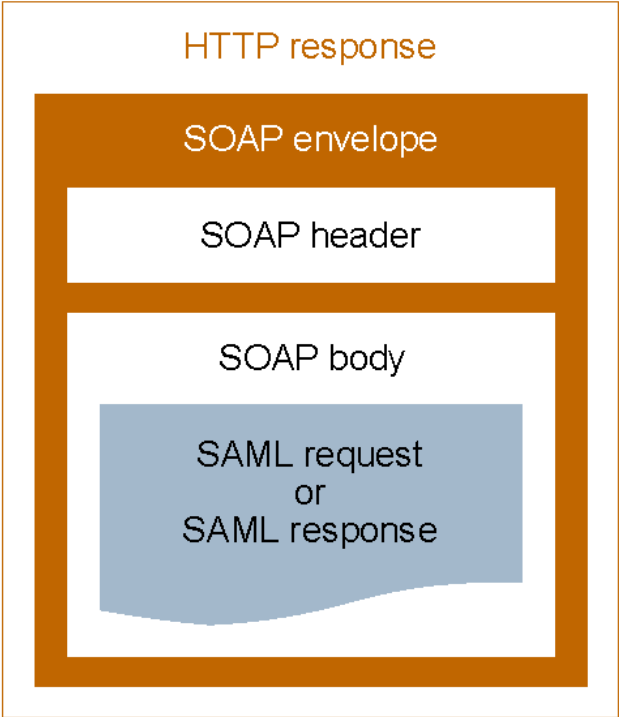 HTTP response
SOAP envelope
SOAP header
SOAP body
SAML request
or
SAML response